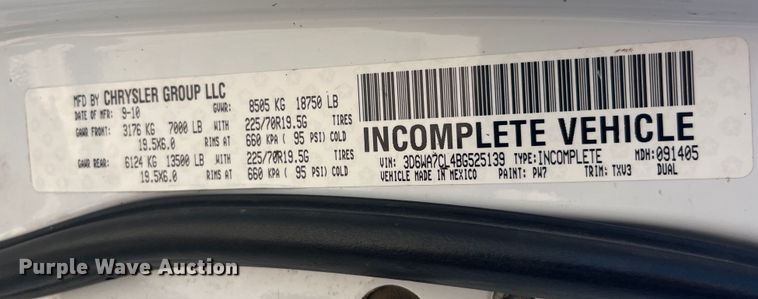 MFD BY CHRYSLER GROUP LLC
DATE OF MFR: 9-10 GVWR: 8505 KG 18750 LB
GAWR FRONT: 3176 KG 7000 LB WITH 225/70R19.5G TIRES
19.5X6.0 RIMS AT 660 KPA ( 95 PSI) COLD
GAWR REAR: 6124 KG 13500 LB WITH 225/70R19.5G TIRES
19.5X6.0 RIMS AT 660 KPA ( 95 PSI) COLD
INCOMPLETE VEHICLE
VIN: 3D6WA7CL4BG525139 TYPE: INCOMPLETE MDH: 091405
VEHICLE MADE IN MEXICO PAINT: PW7 TRIM: TXV3 DUAL
Purple Wave Auction